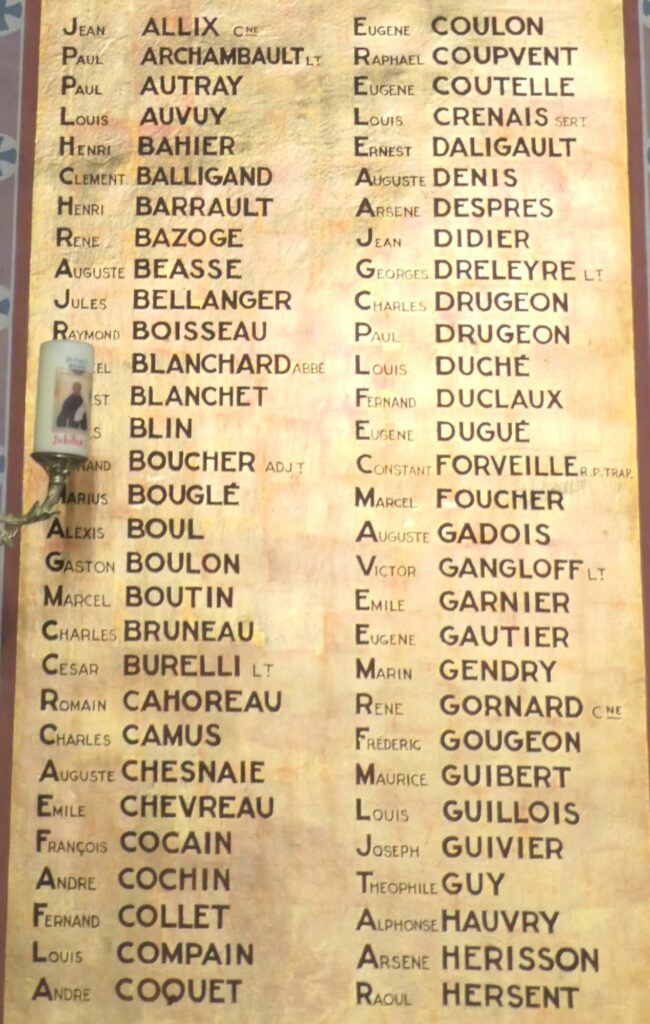 Jean ALLIX Cne
Paul ARCHAMBAULT LT
Paul AUTRAY
Louis AUVUY
Henri BAHIER
Clement BALLIGAND
Henri BARRAULT
Rene BAZOGE
Auguste BEASSE
Jules BELLANGER
Raymond BOISSEAU
BLANCHARD ABBÉ
BLANCHET
BLIN
BOUCHER ADJT
Marius BOUGLÉ
Alexis BOUL
Gaston BOULON
Marcel BOUTIN
Charles BRUNEAU
Cesar BURELLI LT
Romain CAHOREAU
Charles CAMUS
Auguste CHESNAIE
Emile CHEVREAU
François COCAIN
Andre COCHIN
Fernand COLLET
Louis COMPAIN
Andre COQUET
Eugene COULON
Raphael COUPVENT
Eugene COUTELLE
Louis CRENAIS SERT
Ernest DALIGAULT
Auguste DENIS
Arsene DESPRES
Jean DIDIER
Georges DRELEYRE LT
Charles DRUGEON
Paul DRUGEON
Louis DUCHÉ
Fernand DUCLAUX
Eugene DUGUÉ
Constant FORVEILLE R.P.TRAP.
Marcel FOUCHER
Auguste GADOIS
Victor GANGLOFF LT
Emile GARNIER
Eugene GAUTIER
Marin GENDRY
Rene GORNARD CNE
Frederic GOUGEON
Maurice GUIBERT
Louis GUILLOIS
Joseph GUIVIER
Theophile GUY
Alphonse HAUVRY
Arsene HERISSON
Raoul HERSENT
Jubilée